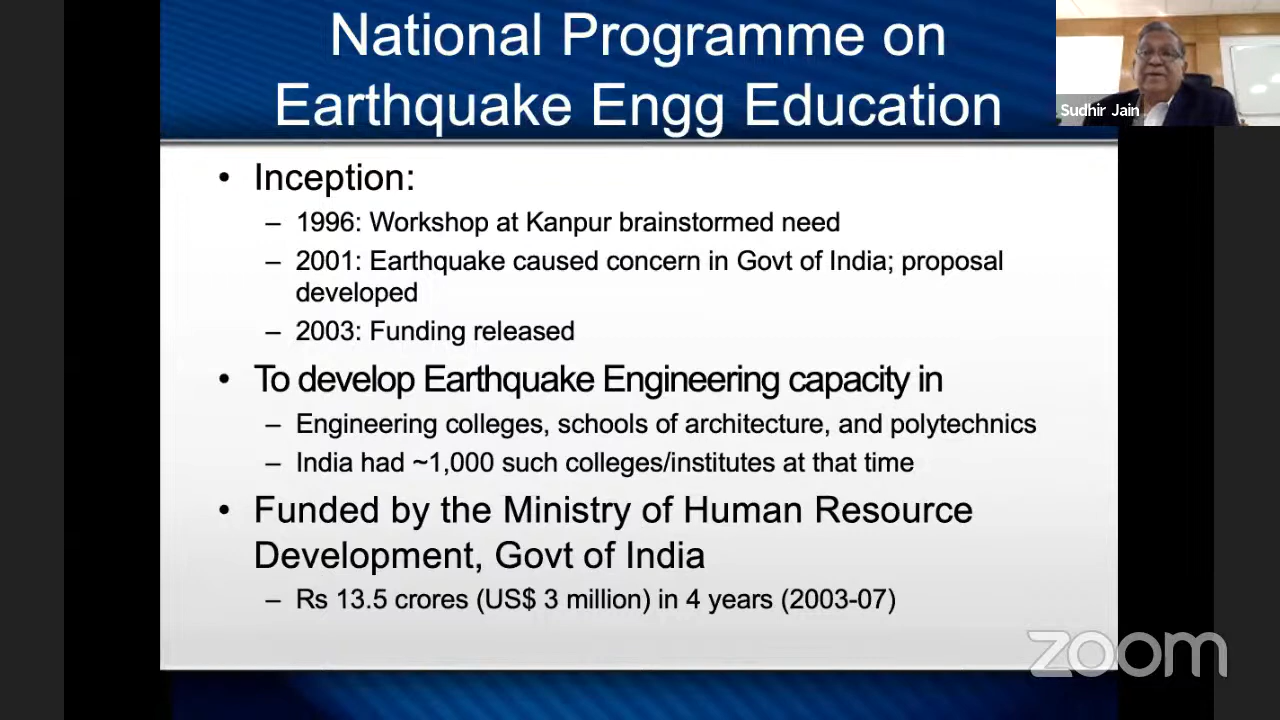 National Programme on
Earthquake Engg Education
Sudhir Jain
• Inception:
– 1996: Workshop at Kanpur brainstormed need
– 2001: Earthquake caused concern in Govt of India; proposal
developed
– 2003: Funding released
• To develop Earthquake Engineering capacity in
– Engineering colleges, schools of architecture, and polytechnics
– India had ~1,000 such colleges/institutes at that time
• Funded by the Ministry of Human Resource
Development, Govt of India
– Rs 13.5 crores (US$ 3 million) in 4 years (2003-07)
zoom